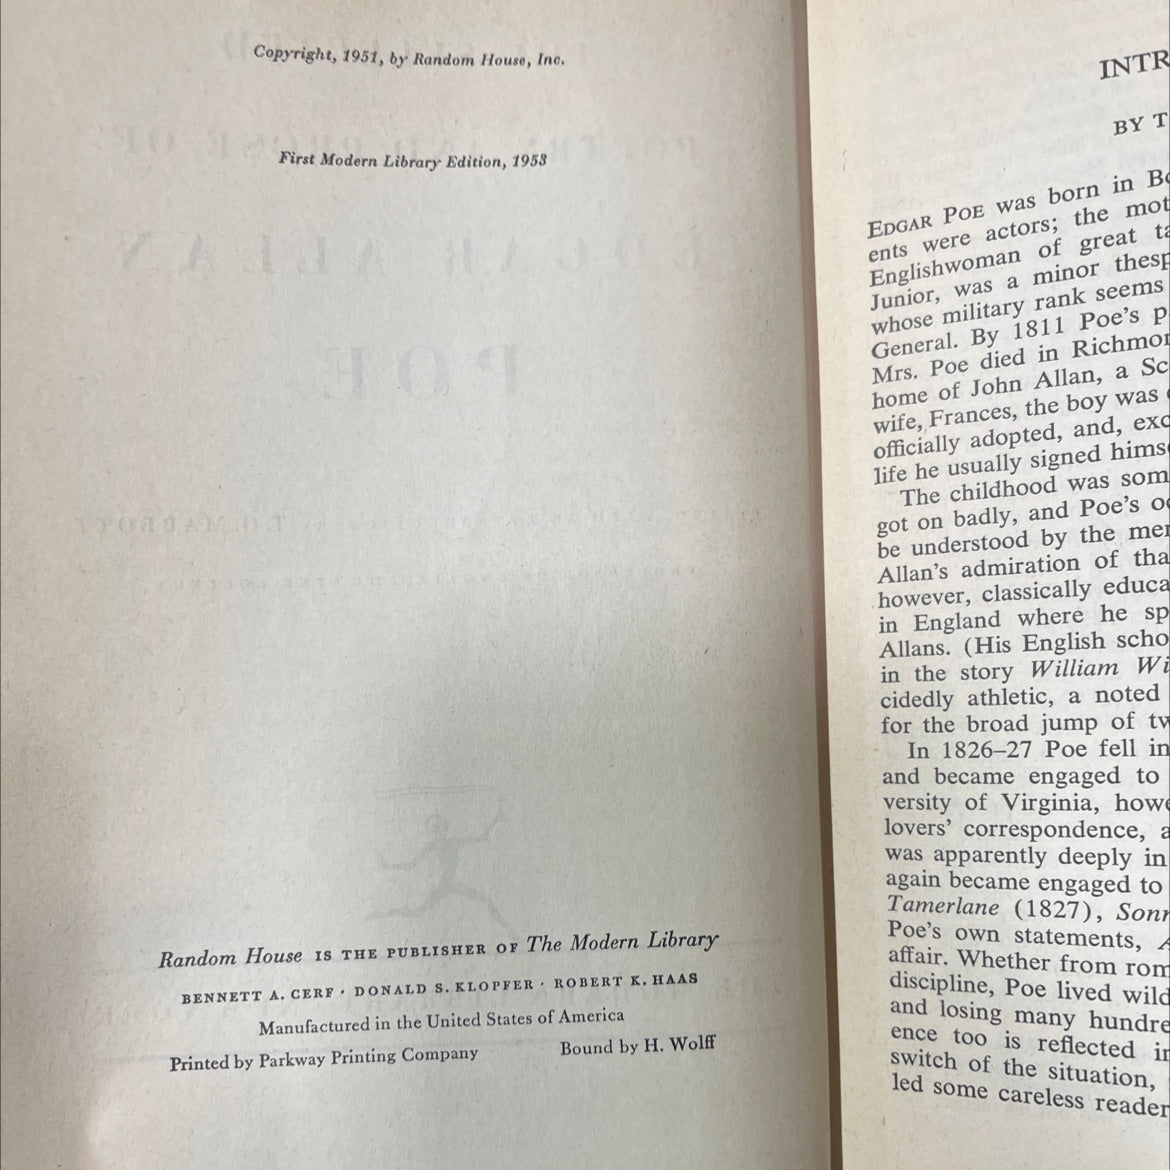 Copyright, 1951, by Random House, Inc.
First Modern Library Edition, 1953
Random House IS THE PUBLISHER OF The Modern Library
BENNETT A. CERF · DONALD S. KLOPFER · ROBERT K. HAAS
Manufactured in the United States of America
Printed by Parkway Printing Company Bound by H. Wolff
INTR
BY T
EDGAR POE was born in Bo
ents were actors; the mot
Englishwoman of great ta
Junior, was a minor thesp
whose military rank seems
General. By 1811 Poe's p
Mrs. Poe died in Richmon
home of John Allan, a Sc
wife, Frances, the boy was
officially adopted, and, exc
life he usually signed himse
The childhood was som
got on badly, and Poe's o
be understood by the mer
Allan's admiration of tha
however, classically educa
in England where he sp
Allans. (His English scho
in the story William Wi
cidedly athletic, a noted
for the broad jump of tw
In 1826–27 Poe fell in
and became engaged to
versity of Virginia, howe
lovers' correspondence, a
was apparently deeply in
again became engaged to
Tamerlane (1827), Sonn
Poe's own statements, A
affair. Whether from rom
discipline, Poe lived wild
and losing many hundre
ence too is reflected in
switch of the situation,
led some careless reader